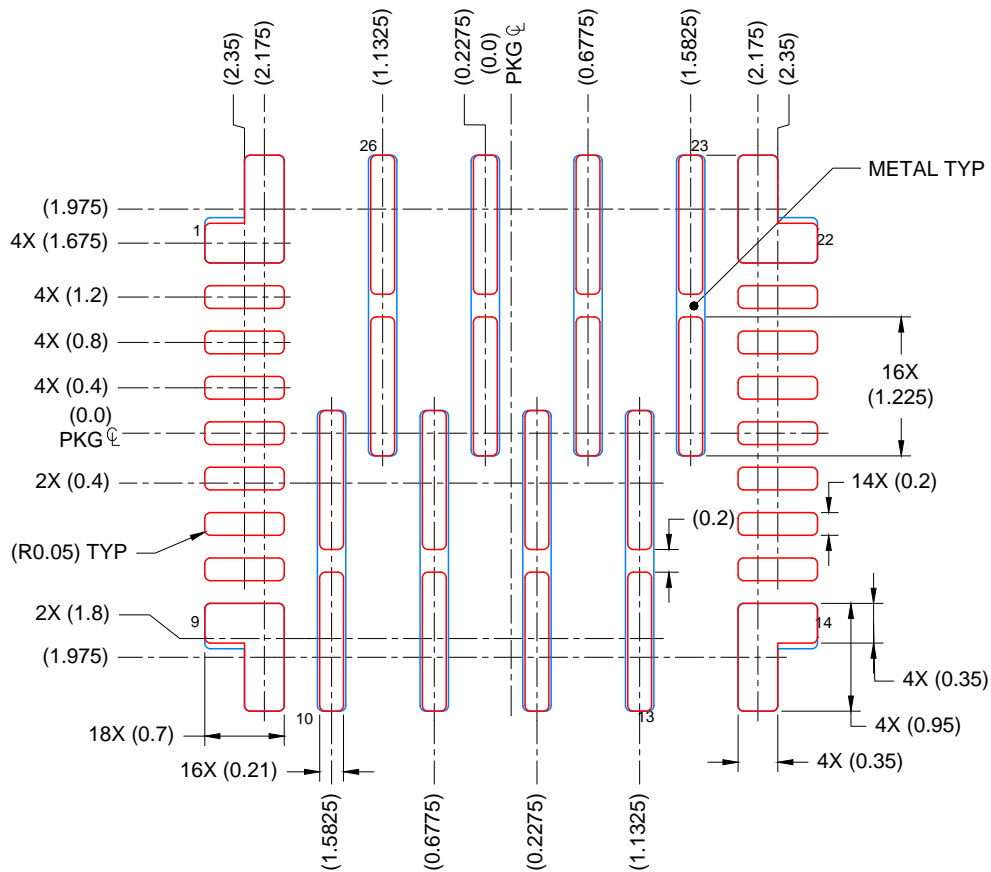 (2.35)
(2.175)
(1.1325)
(0.2275)
(0.0)
PKG ℄
(0.6775)
(1.5825)
(2.175)
(2.35)
26
23
METAL TYP
(1.975)
1
22
4X (1.675)
4X (1.2)
4X (0.8)
4X (0.4)
16X
(1.225)
(0.0)
PKG ℄
2X (0.4)
14X (0.2)
(0.2)
(R0.05) TYP
2X (1.8)
9
14
(1.975)
4X (0.35)
10
13
4X (0.95)
18X (0.7)
4X (0.35)
16X (0.21)
(1.5825)
(0.6775)
(0.2275)
(1.1325)